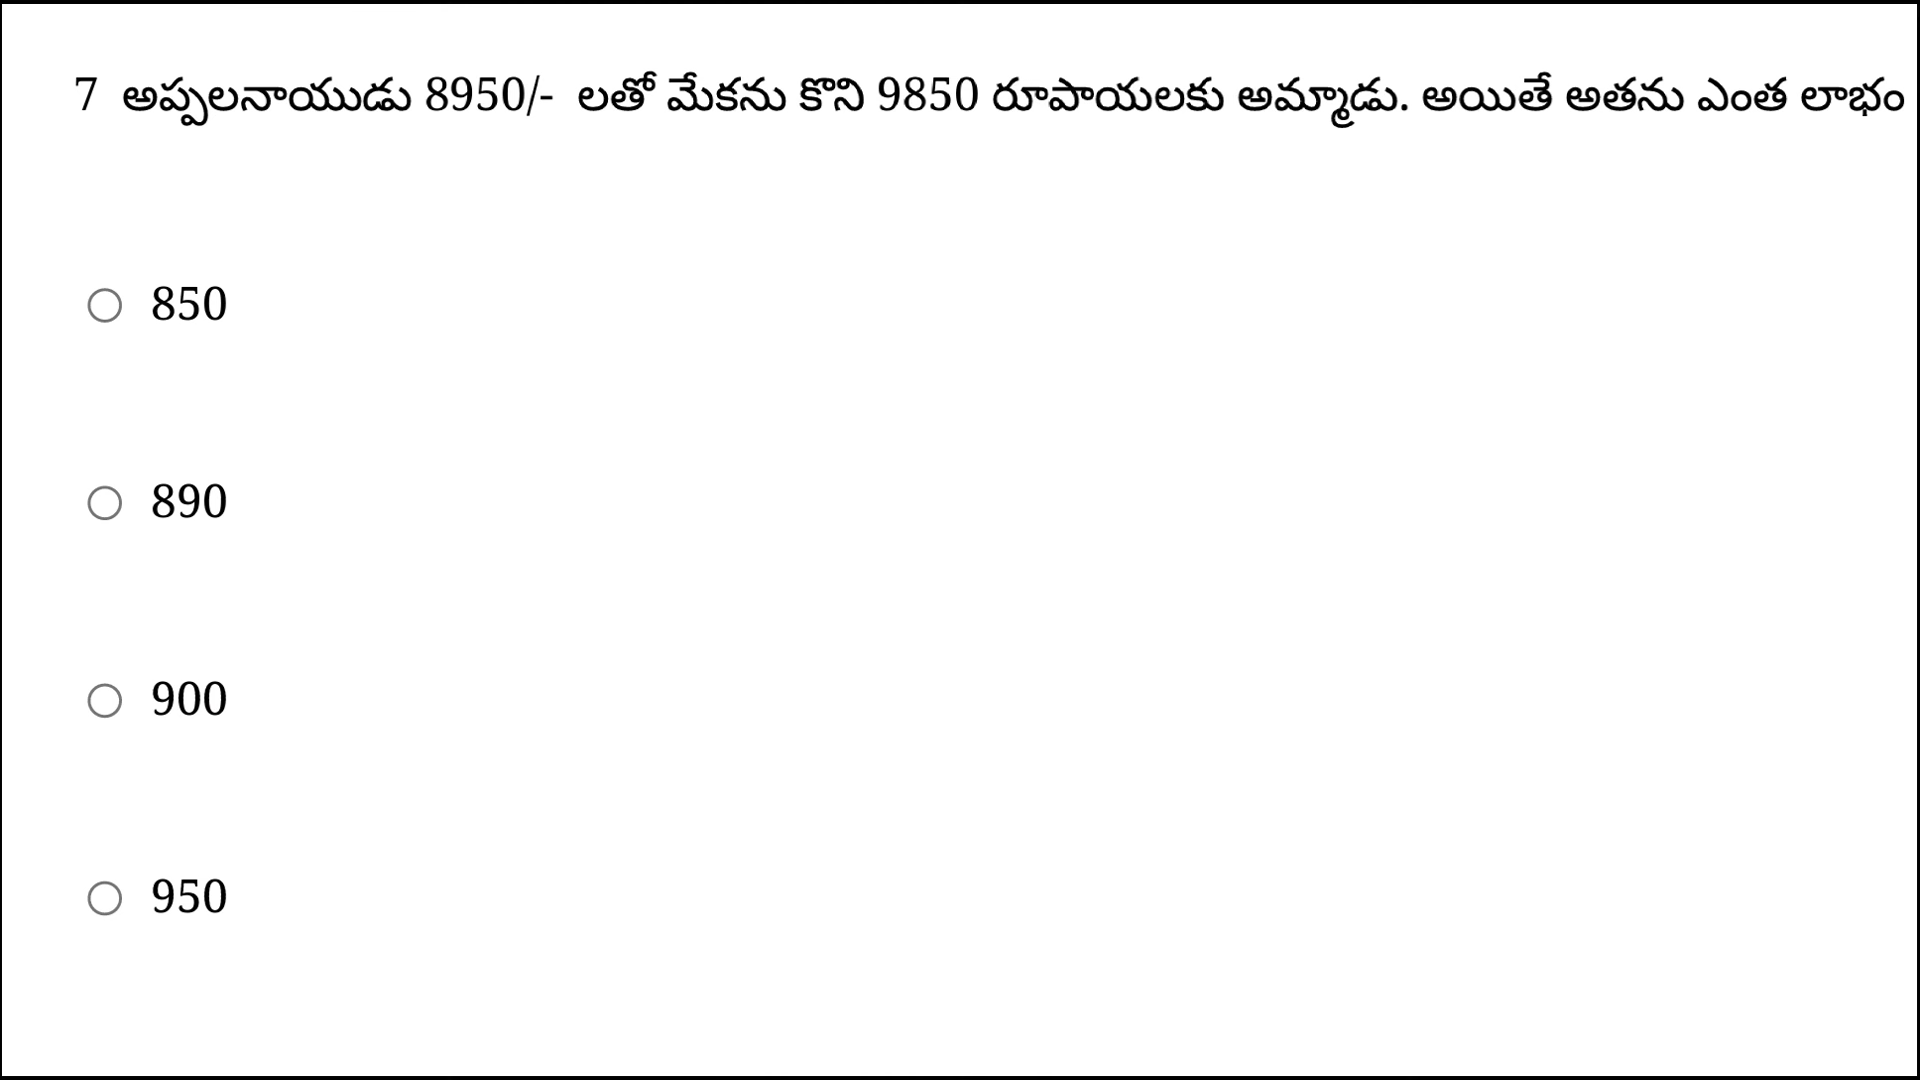 7 అప్పలనాయుడు 8950/- లతో మేకను కొని 9850 రూపాయలకు అమ్మాడు. అయితే అతను ఎంత లాభం
850
890
900
950